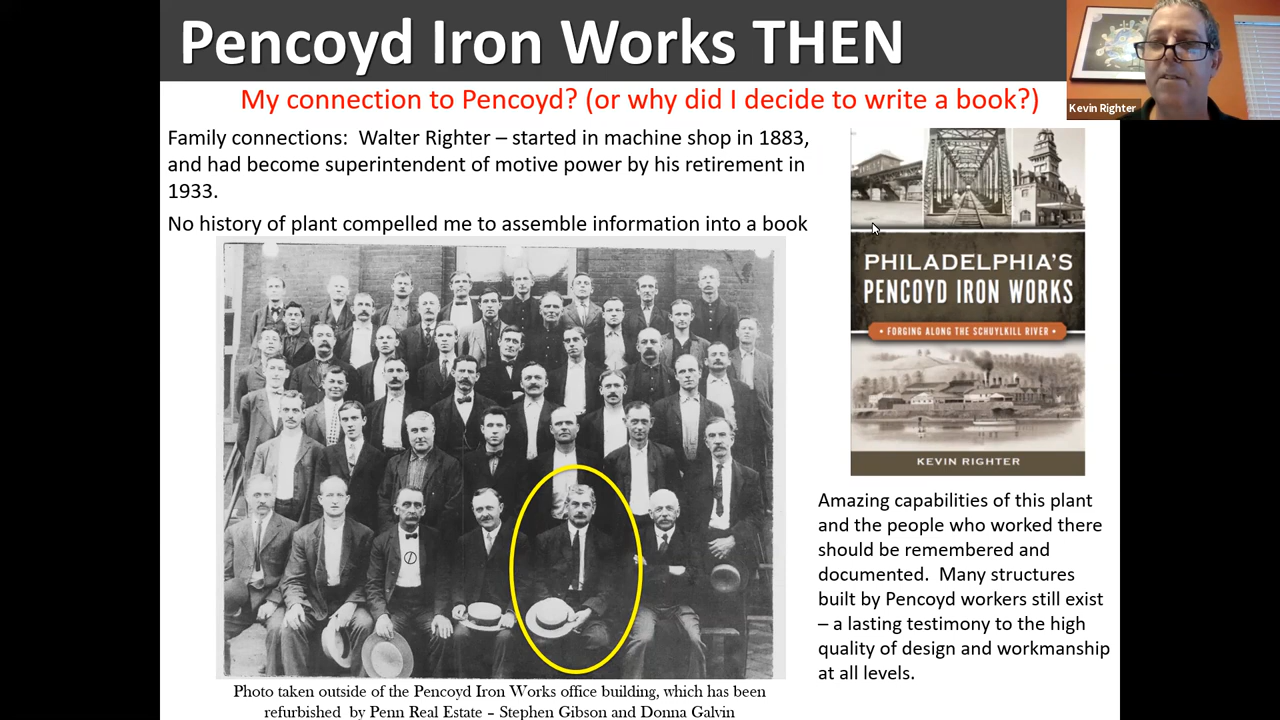 Pencoyd Iron Works THEN
Kevin Righter
My connection to Pencoyd? (or why did I decide to write a book?)
Family connections:  Walter Righter – started in machine shop in 1883,
and had become superintendent of motive power by his retirement in
1933.
No history of plant compelled me to assemble information into a book
PHILADELPHIA'S
PENCOYD IRON WORKS
• FORGING ALONG THE SCHUYLKILL RIVER •
KEVIN RIGHTER
Amazing capabilities of this plant
and the people who worked there
should be remembered and
documented.  Many structures
built by Pencoyd workers still exist
– a lasting testimony to the high
quality of design and workmanship
at all levels.
Photo taken outside of the Pencoyd Iron Works office building, which has been
refurbished  by Penn Real Estate – Stephen Gibson and Donna Galvin